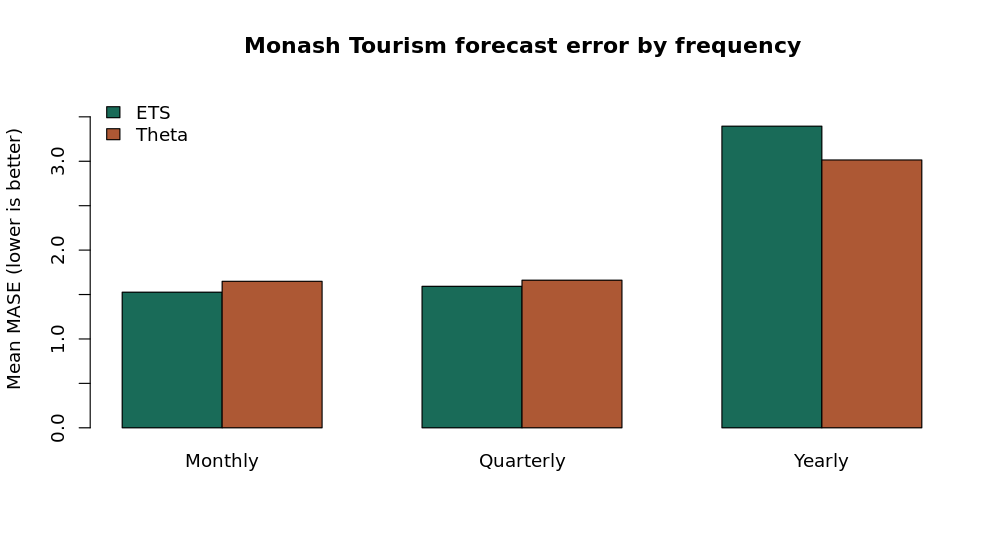 Monash Tourism forecast error by frequency
ETS
Theta
Mean MASE (lower is better)
3.0
2.0
1.0
0.0
Monthly Quarterly Yearly